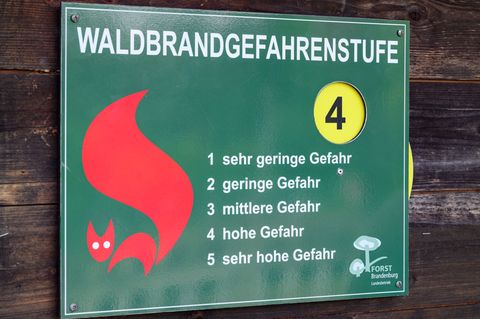 WALDBRANDGEFAHRENSTUFE
4
1 sehr geringe Gefahr
2 geringe Gefahr
3 mittlere Gefahr
4 hohe Gefahr
5 sehr hohe Gefahr
FORST
Brandenburg
Landesbetrieb